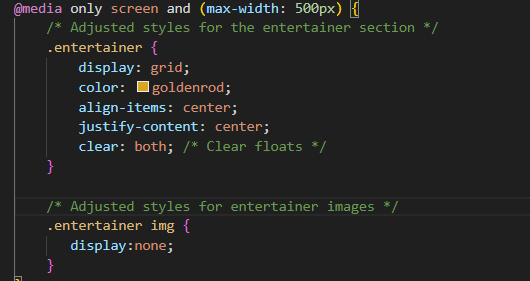 @media only screen and (max-width: 500px) {
    /* Adjusted styles for the entertainer section */
    .entertainer {
        display: grid;
        color: goldenrod;
        align-items: center;
        justify-content: center;
        clear: both; /* Clear floats */
    }

    /* Adjusted styles for entertainer images */
    .entertainer img {
       display:none;
    }
}